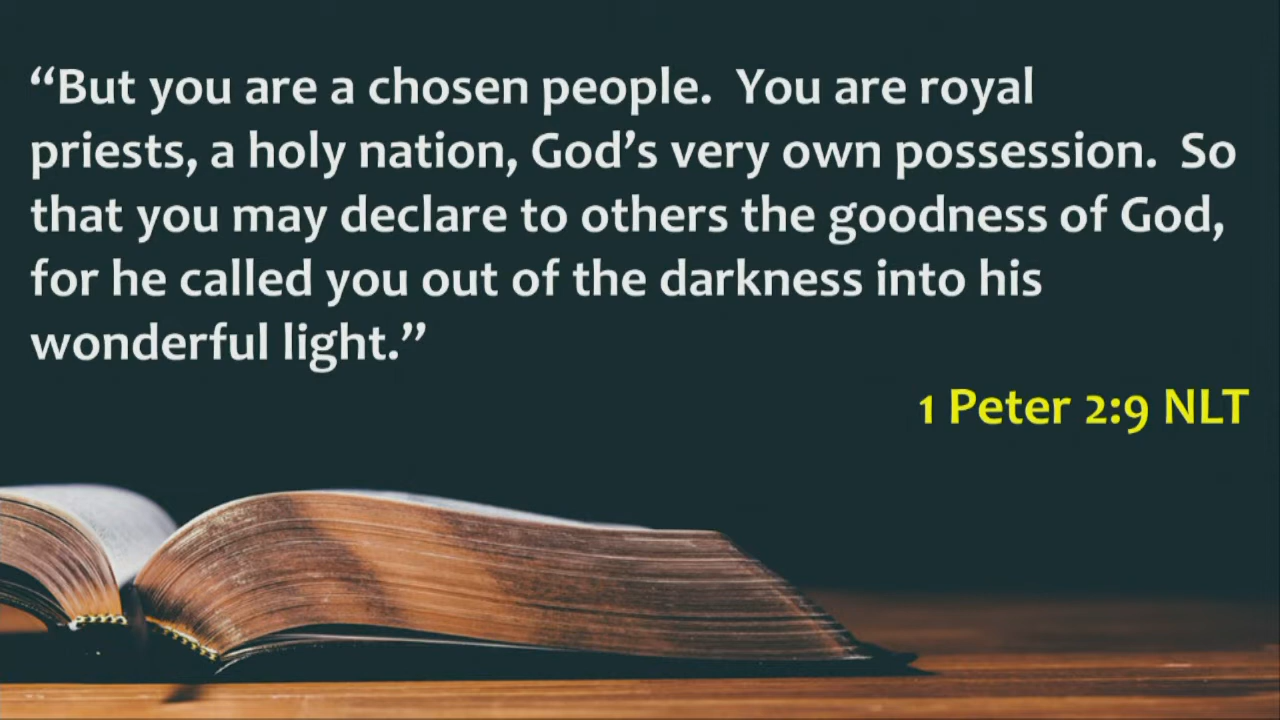 “But you are a chosen people.  You are royal
priests, a holy nation, God’s very own possession.  So
that you may declare to others the goodness of God,
for he called you out of the darkness into his
wonderful light.”
1 Peter 2:9 NLT